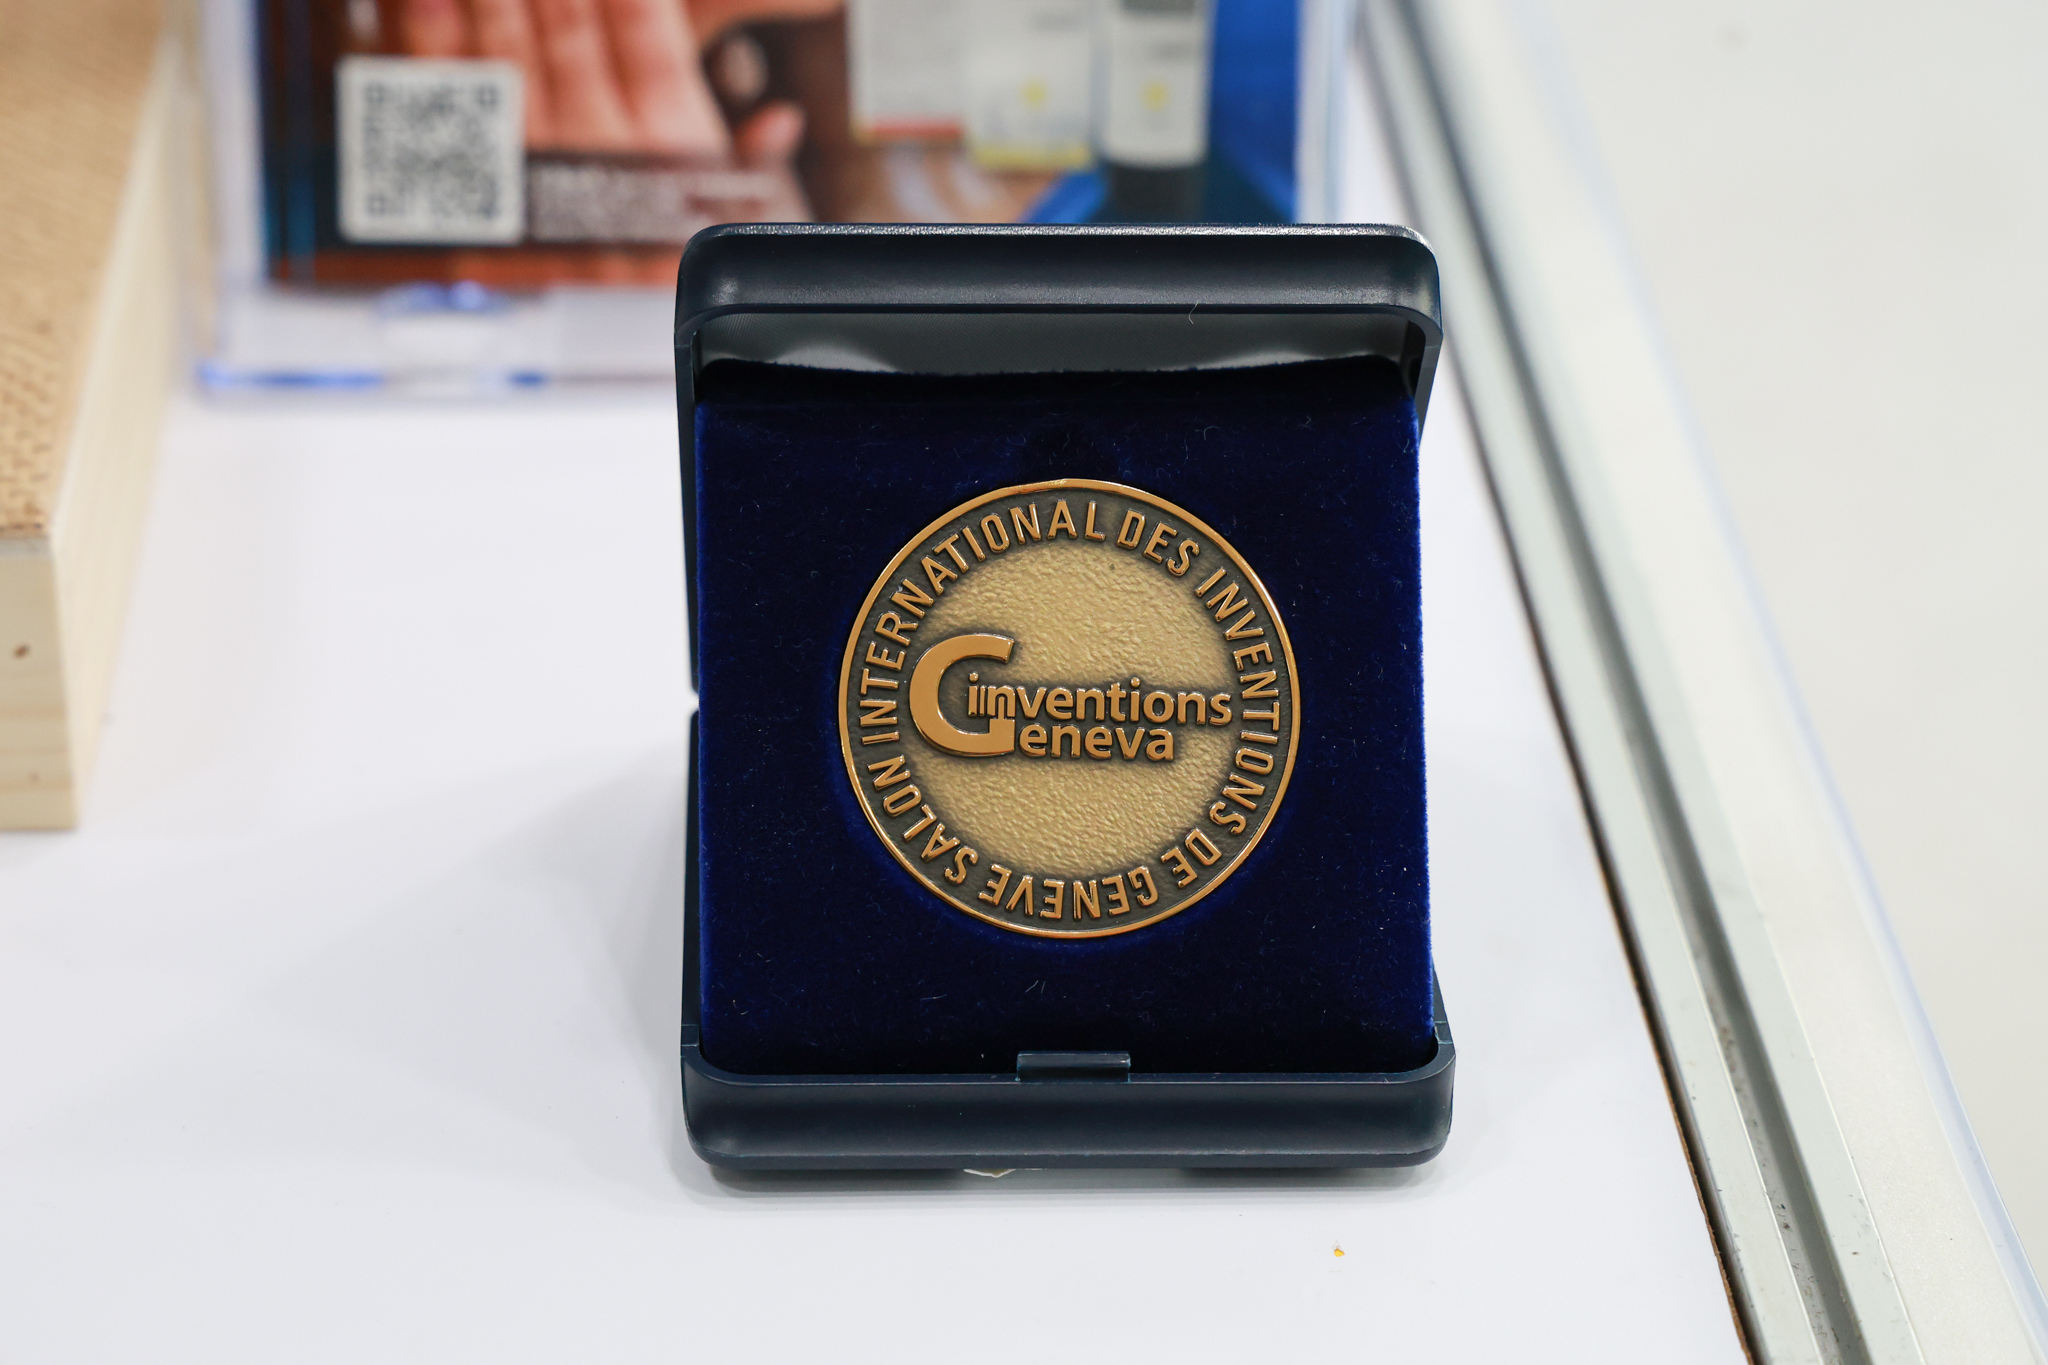 SALON INTERNATIONAL DES INVENTIONS DE GENEVE
inventions
Geneva